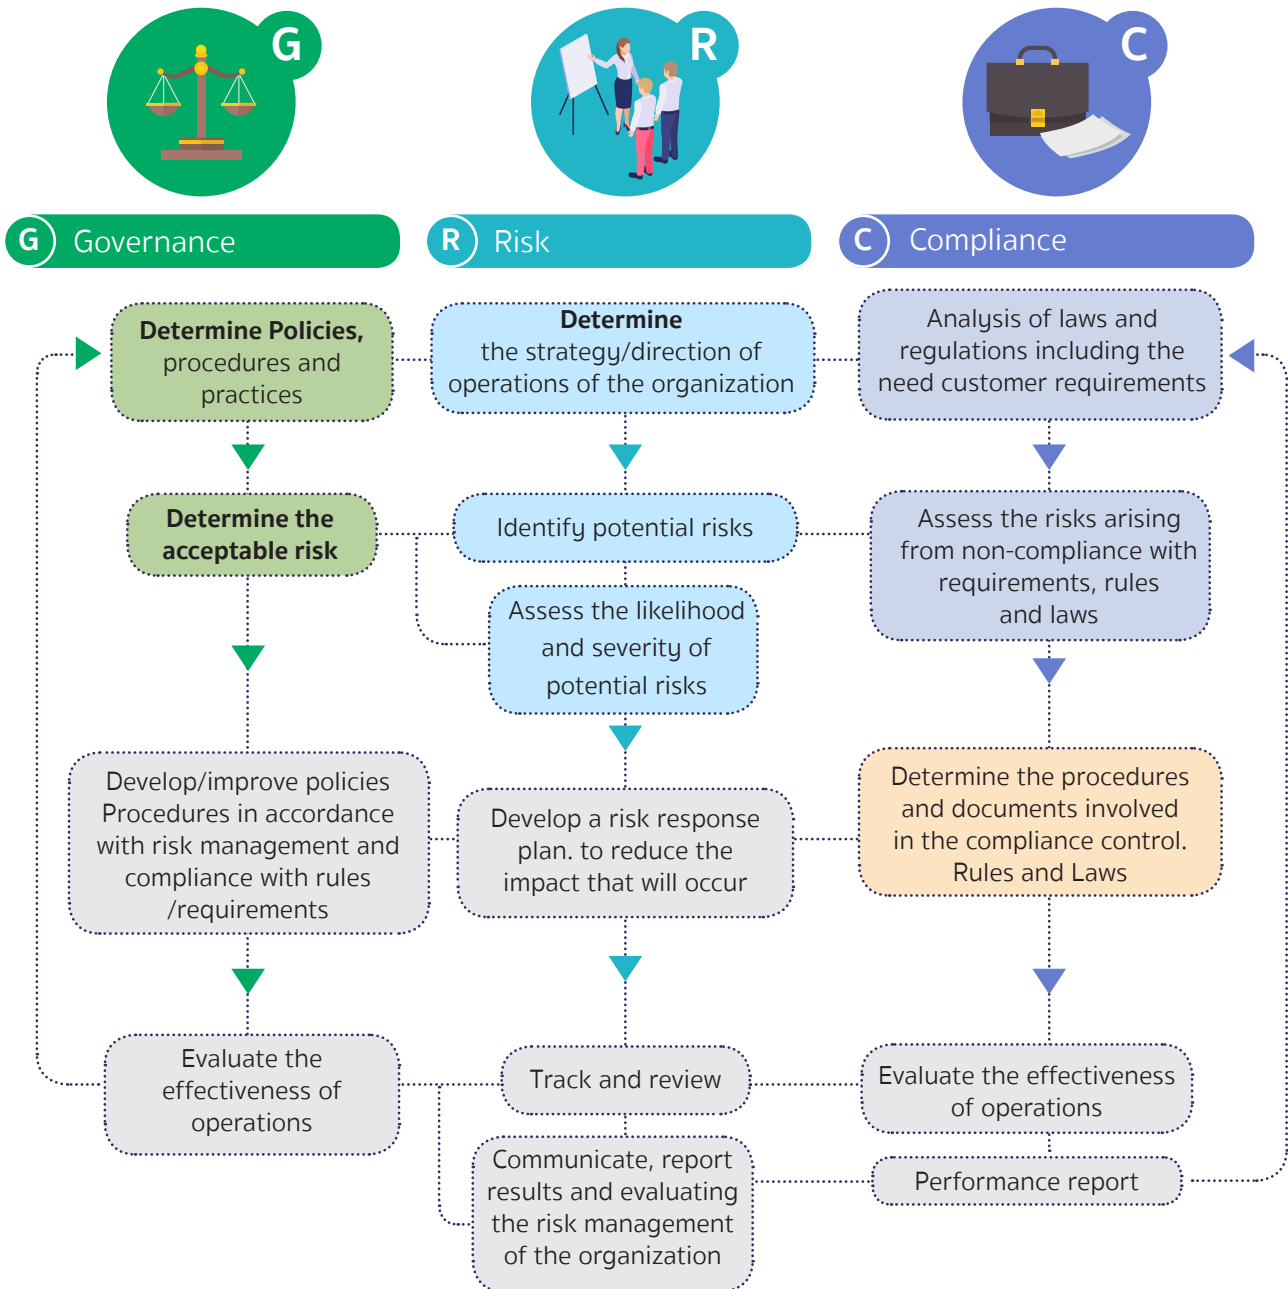 G
R
C
G Governance
R Risk
C Compliance
Determine Policies,
procedures and
practices
Determine
the strategy/direction of
operations of the organization
Analysis of laws and
regulations including the
need customer requirements
Determine the
acceptable risk
Identify potential risks
Assess the likelihood
and severity of
potential risks
Assess the risks arising
from non-compliance with
requirements, rules
and laws
Develop/improve policies
Procedures in accordance
with risk management and
compliance with rules
/requirements
Develop a risk response
plan. to reduce the
impact that will occur
Determine the procedures
and documents involved
in the compliance control.
Rules and Laws
Evaluate the
effectiveness of
operations
Track and review
Communicate, report
results and evaluating
the risk management
of the organization
Evaluate the effectiveness
of operations
Performance report